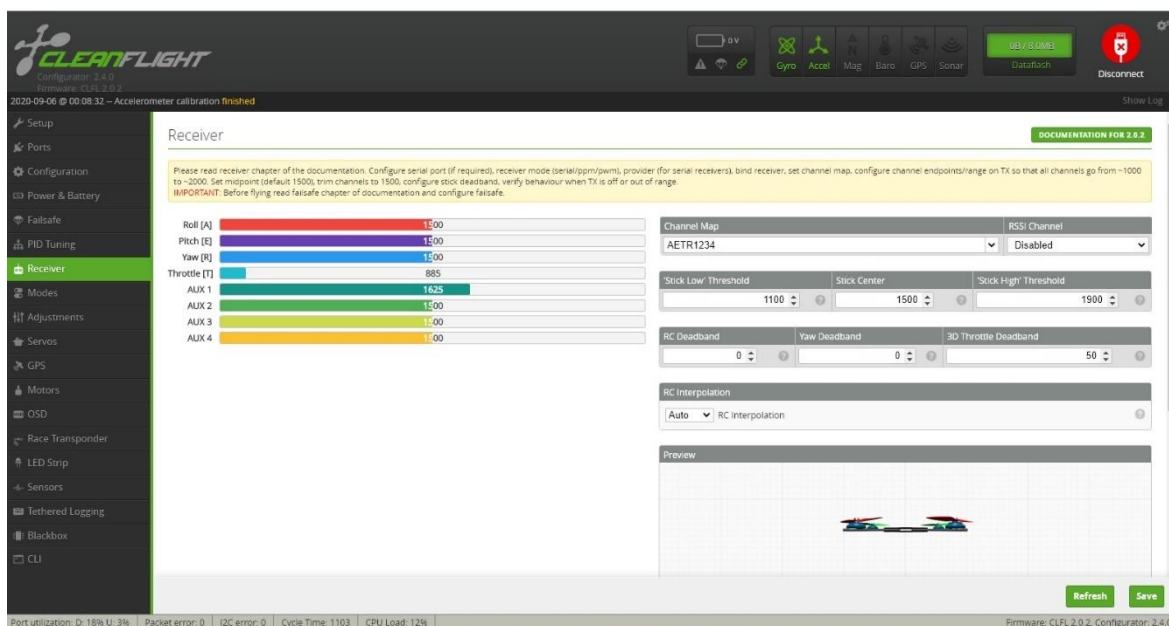 CLEANFLIGHT
Configurator: 2.4.0
Firmware: CLFL 2.0.2
0 V
Gyro Accel Mag Baro GPS Sonar
0B / 8.0MB
Dataflash
Disconnect
2020-09-06 @ 00:08:32 -- Accelerometer calibration finished
Show Log
Setup
Ports
Configuration
Power & Battery
Failsafe
PID Tuning
Receiver
Modes
Adjustments
Servos
GPS
Motors
OSD
Race Transponder
LED Strip
Sensors
Tethered Logging
Blackbox
CLI
Receiver
DOCUMENTATION FOR 2.0.2
Please read receiver chapter of the documentation. Configure serial port (if required), receiver mode (serial/ppm/pwm), provider (for serial receivers), bind receiver, set channel map, configure channel endpoints/range on TX so that all channels go from ~1000
to ~2000. Set midpoint (default 1500), trim channels to 1500, configure stick deadband, verify behaviour when TX is off or out of range.
IMPORTANT: Before flying read failsafe chapter of documentation and configure failsafe.
Roll [A] 1500
Pitch [E] 1500
Yaw [R] 1500
Throttle [T] 885
AUX 1 1625
AUX 2 1500
AUX 3 1500
AUX 4 1500
Channel Map RSSI Channel
AETR1234 Disabled
'Stick Low' Threshold Stick Center 'Stick High' Threshold
1100 1500 1900
RC Deadband Yaw Deadband 3D Throttle Deadband
0 0 50
RC Interpolation
Auto RC Interpolation
Preview
Refresh Save
Port utilization: D: 18% U: 3% Packet error: 0 I2C error: 0 Cycle Time: 1103 CPU Load: 12%
Firmware: CLFL 2.0.2, Configurator: 2.4.0